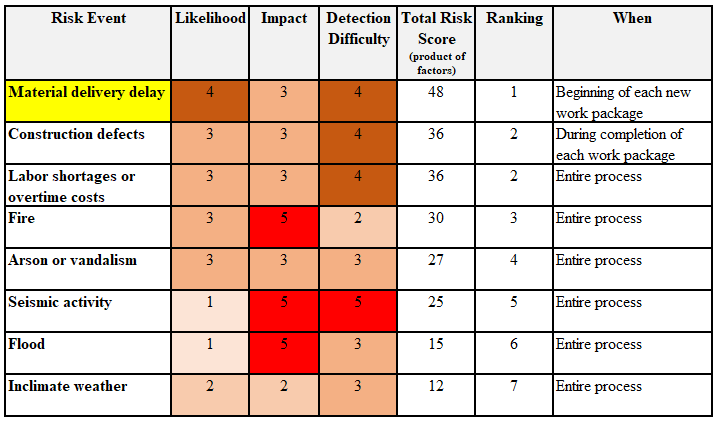 Risk Event Likelihood Impact Detection Difficulty Total Risk Score (product of factors) Ranking When
Material delivery delay 4 3 4 48 1 Beginning of each new work package
Construction defects 3 3 4 36 2 During completion of each work package
Labor shortages or overtime costs 3 3 4 36 2 Entire process
Fire 3 5 2 30 3 Entire process
Arson or vandalism 3 3 3 27 4 Entire process
Seismic activity 1 5 5 25 5 Entire process
Flood 1 5 3 15 6 Entire process
Inclimate weather 2 2 3 12 7 Entire process